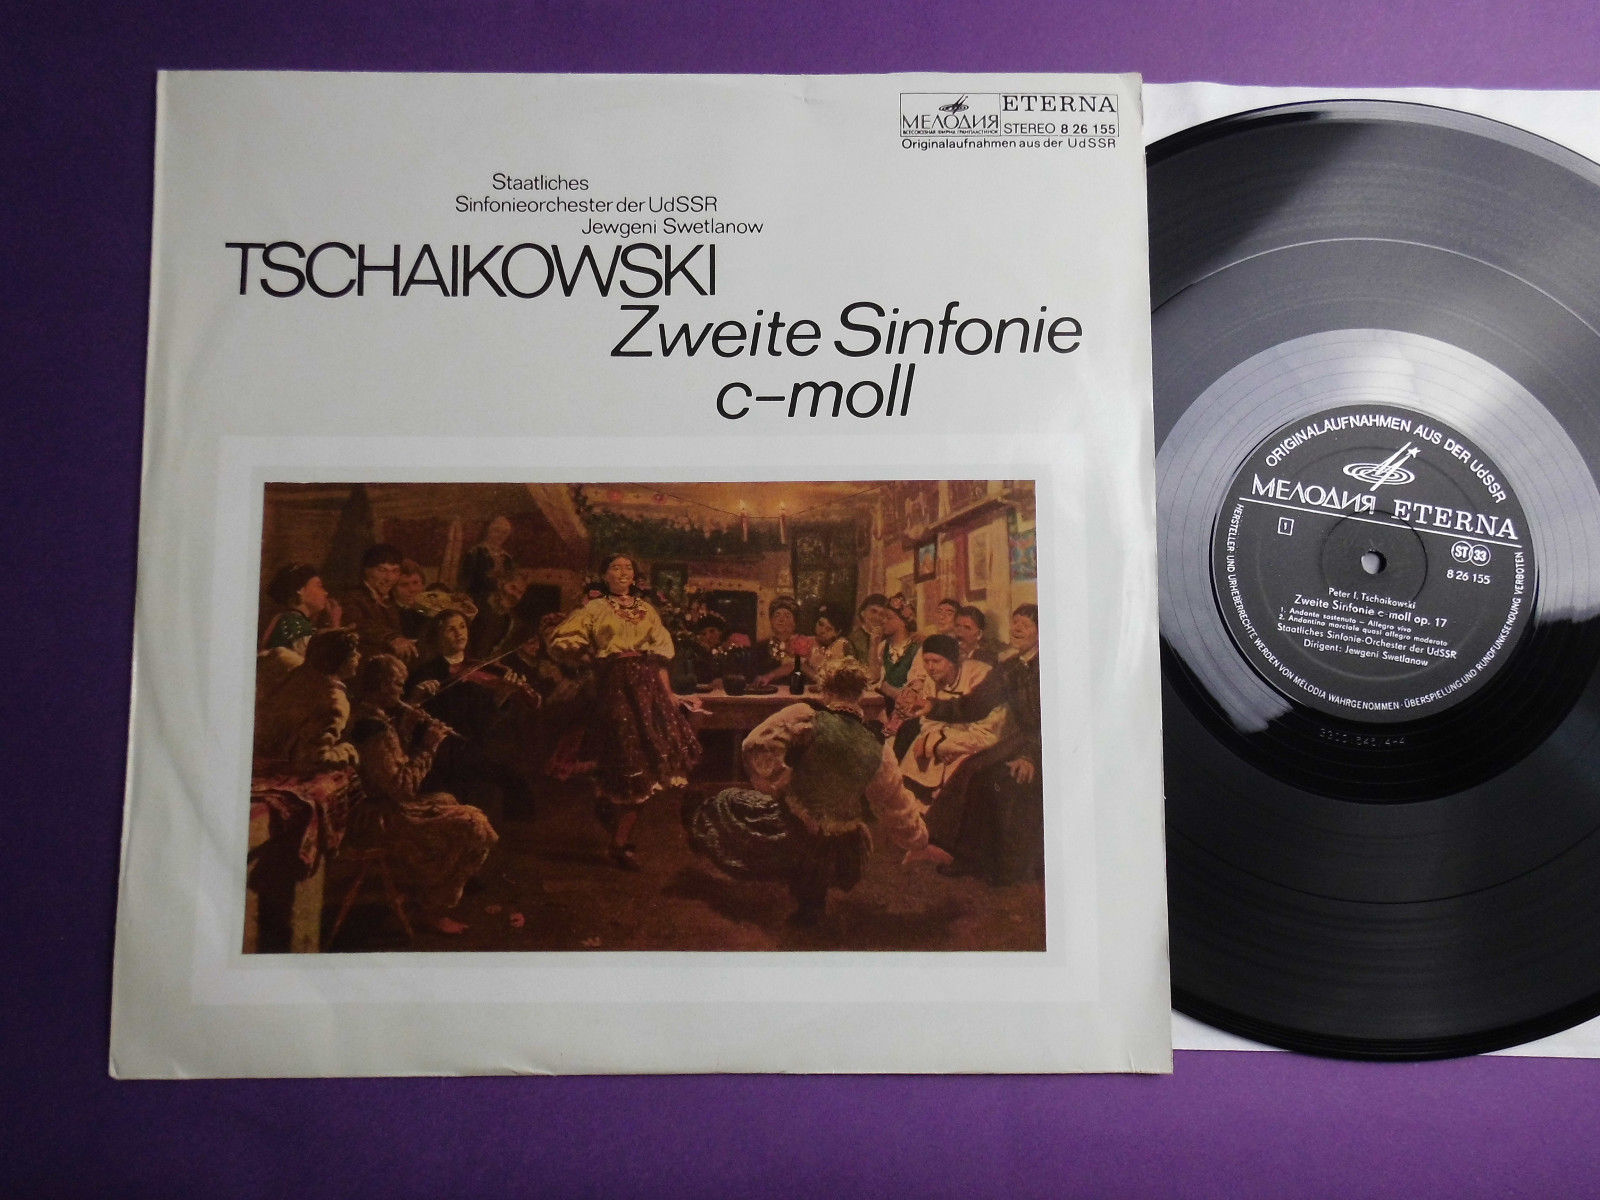 МЕЛОДИЯ
ВСЕСОЮЗНАЯ ФИРМА ГРАМПЛАСТИНОК
ETERNA
STEREO 8 26 155
Originalaufnahmen aus der UdSSR
Staatliches
Sinfonieorchester der UdSSR
Jewgeni Swetlanow
TSCHAIKOWSKI
Zweite Sinfonie
c-moll
ORIGINALAUFNAHMEN AUS DER UdSSR
МЕЛОДИЯ ETERNA
1
ST 33
8 26 155
Peter I. Tschaikowski
Zweite Sinfonie c-moll op. 17
1. Andante sostenuto – Allegro vivo
2. Andantino marciale quasi allegro moderato
Staatliches Sinfonie-Orchester der UdSSR
Dirigent: Jewgeni Swetlanow
HERSTELLER- UND URHEBERRECHTE WERDEN VON MELODIA WAHRGENOMMEN · ÜBERSPIELUNG UND RUNDFUNKSENDUNG VERBOTEN